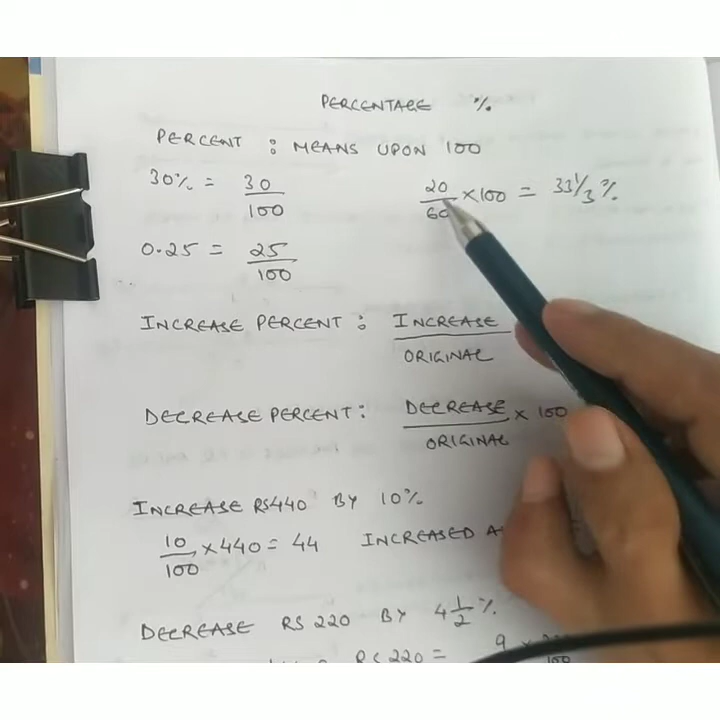 PERCENTAGE %
PERCENT : MEANS UPON 100
30% = 30/100
20/60 × 100 = 33 1/3 %
0.25 = 25/100
INCREASE PERCENT : INCREASE/ORIGINAL
DECREASE PERCENT : DECREASE/ORIGINAL × 100
INCREASE RS440 BY 10%
10/100 × 440 = 44 INCREASED
DECREASE RS 220 BY 4 1/2 %
RS 220 = 9